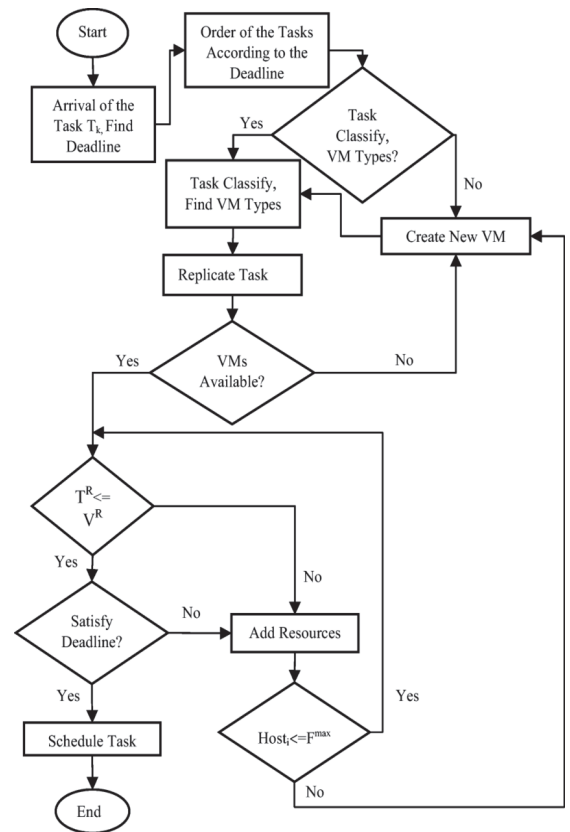 Start
Order of the Tasks
According to the
Deadline
Arrival of the
Task Tk, Find
Deadline
Task
Classify,
VM Types?
Yes
No
Task Classify,
Find VM Types
Create New VM
Replicate Task
VMs
Available?
Yes
No
T^R<=
V^R
Yes
No
Satisfy
Deadline?
No
Add Resources
Yes
Yes
Schedule Task
Host_i<=F^max
No
End